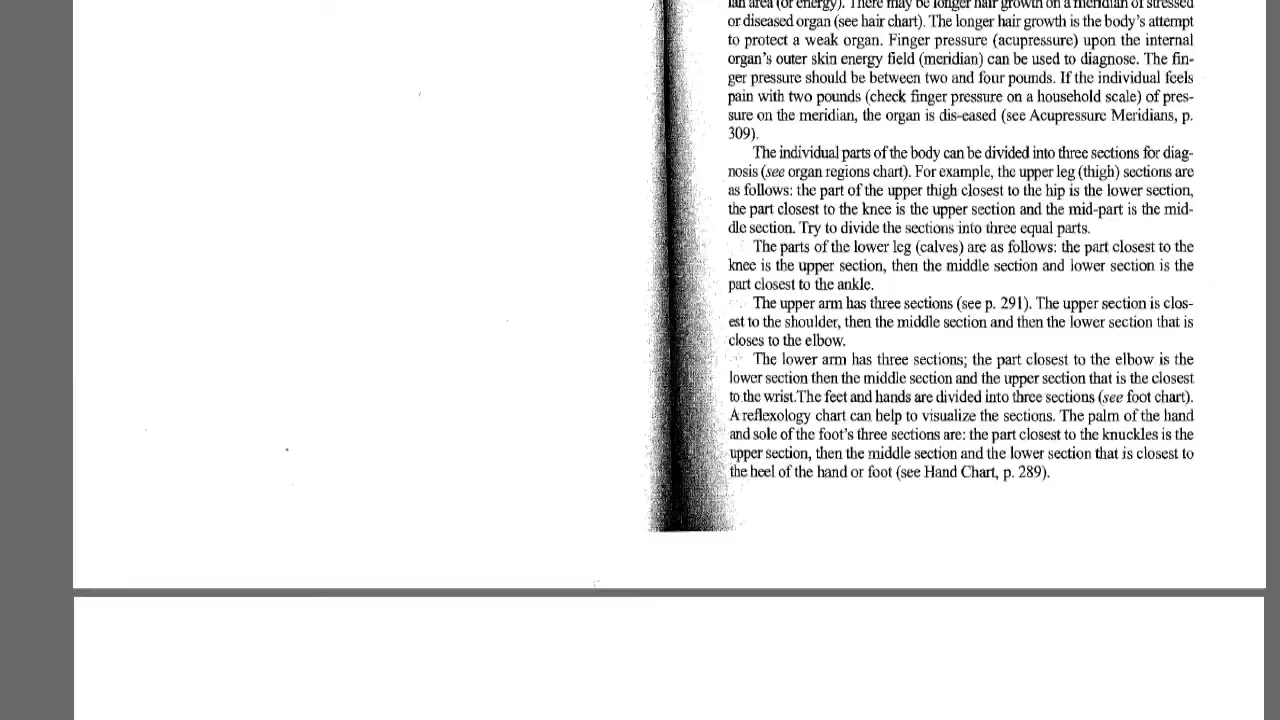 ian area (or energy). There may be longer hair growth on a meridian of stressed
or diseased organ (see hair chart). The longer hair growth is the body's attempt
to protect a weak organ. Finger pressure (acupressure) upon the internal
organ's outer skin energy field (meridian) can be used to diagnose. The fin-
ger pressure should be between two and four pounds. If the individual feels
pain with two pounds (check finger pressure on a household scale) of pres-
sure on the meridian, the organ is dis-eased (see Acupressure Meridians, p.
309).
The individual parts of the body can be divided into three sections for diag-
nosis (see organ regions chart). For example, the upper leg (thigh) sections are
as follows: the part of the upper thigh closest to the hip is the lower section,
the part closest to the knee is the upper section and the mid-part is the mid-
dle section. Try to divide the sections into three equal parts.
The parts of the lower leg (calves) are as follows: the part closest to the
knee is the upper section, then the middle section and lower section is the
part closest to the ankle.
The upper arm has three sections (see p. 291). The upper section is clos-
est to the shoulder, then the middle section and then the lower section that is
closes to the elbow.
The lower arm has three sections; the part closest to the elbow is the
lower section then the middle section and the upper section that is the closest
to the wrist.The feet and hands are divided into three sections (see foot chart).
A reflexology chart can help to visualize the sections. The palm of the hand
and sole of the foot's three sections are: the part closest to the knuckles is the
upper section, then the middle section and the lower section that is closest to
the heel of the hand or foot (see Hand Chart, p. 289).